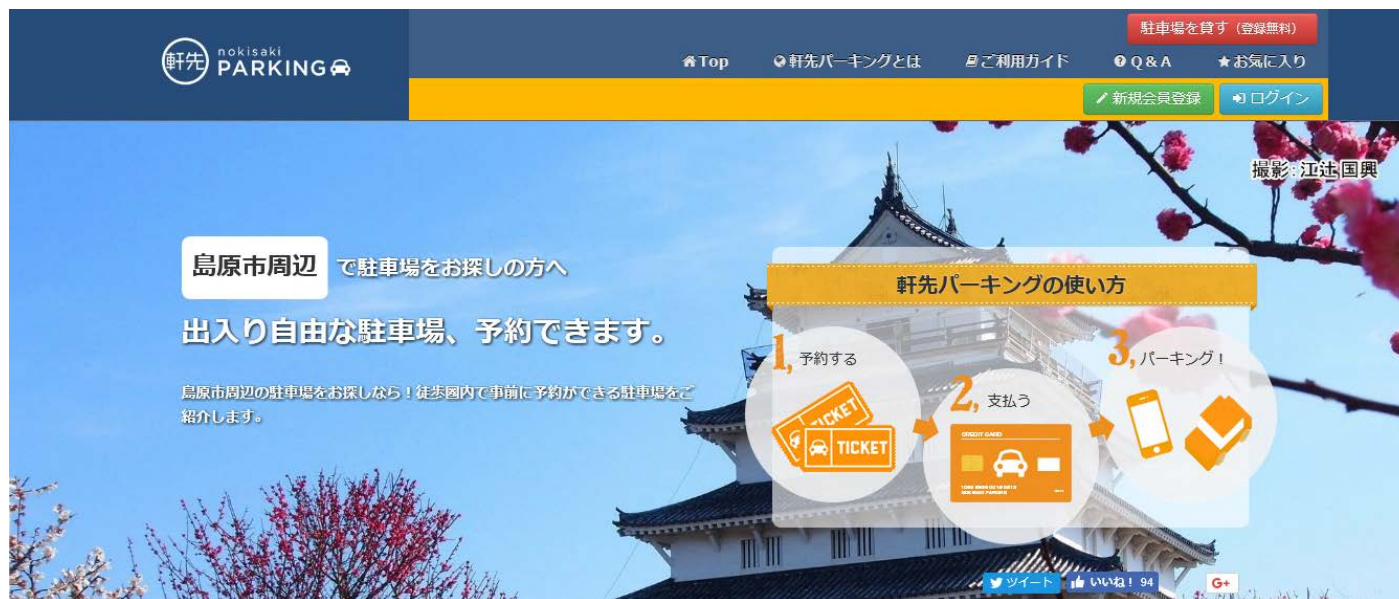 駐車場を貸す（登録無料）
軒先 nokisaki
PARKING
Top 軒先パーキングとは ご利用ガイド Q&A お気に入り
新規会員登録 ログイン
撮影：江辻国興
島原市周辺 で駐車場をお探しの方へ
出入り自由な駐車場、予約できます。
島原市周辺の駐車場をお探しなら！徒歩圏内で事前に予約ができる駐車場をご
紹介します。
軒先パーキングの使い方
1, 予約する
TICKET
TICKET
2, 支払う
CREDIT CARD
3, パーキング！
ツイート いいね！ 94 G+